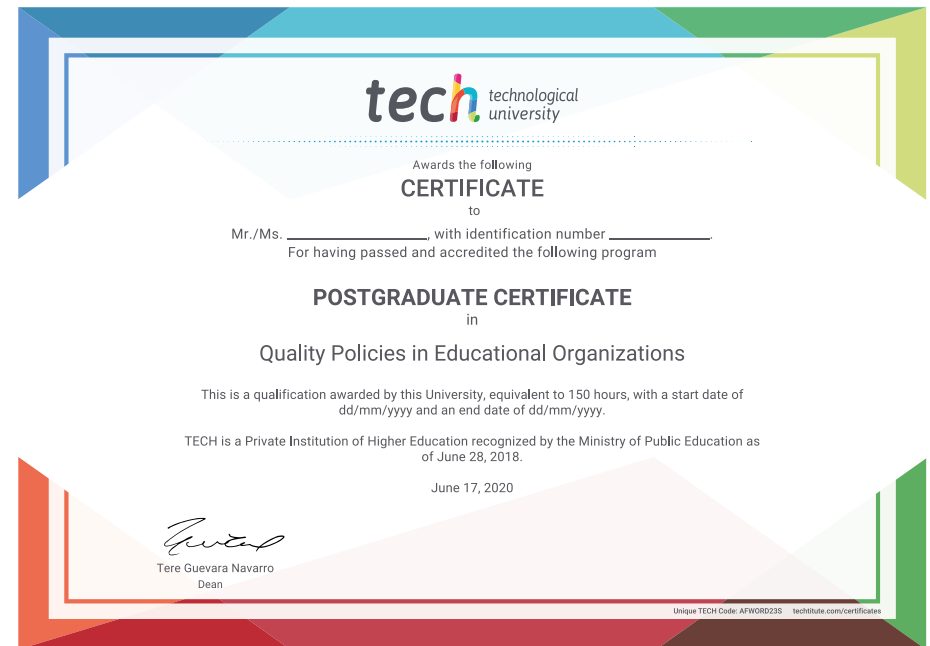 tech technological
university
Awards the following
CERTIFICATE
to
Mr./Ms. ____________________, with identification number ______________.
For having passed and accredited the following program
POSTGRADUATE CERTIFICATE
in
Quality Policies in Educational Organizations
This is a qualification awarded by this University, equivalent to 150 hours, with a start date of
dd/mm/yyyy and an end date of dd/mm/yyyy.
TECH is a Private Institution of Higher Education recognized by the Ministry of Public Education as
of June 28, 2018.
June 17, 2020
Tere Guevara Navarro
Dean
Unique TECH Code: AFWORD23S techtitute.com/certificates